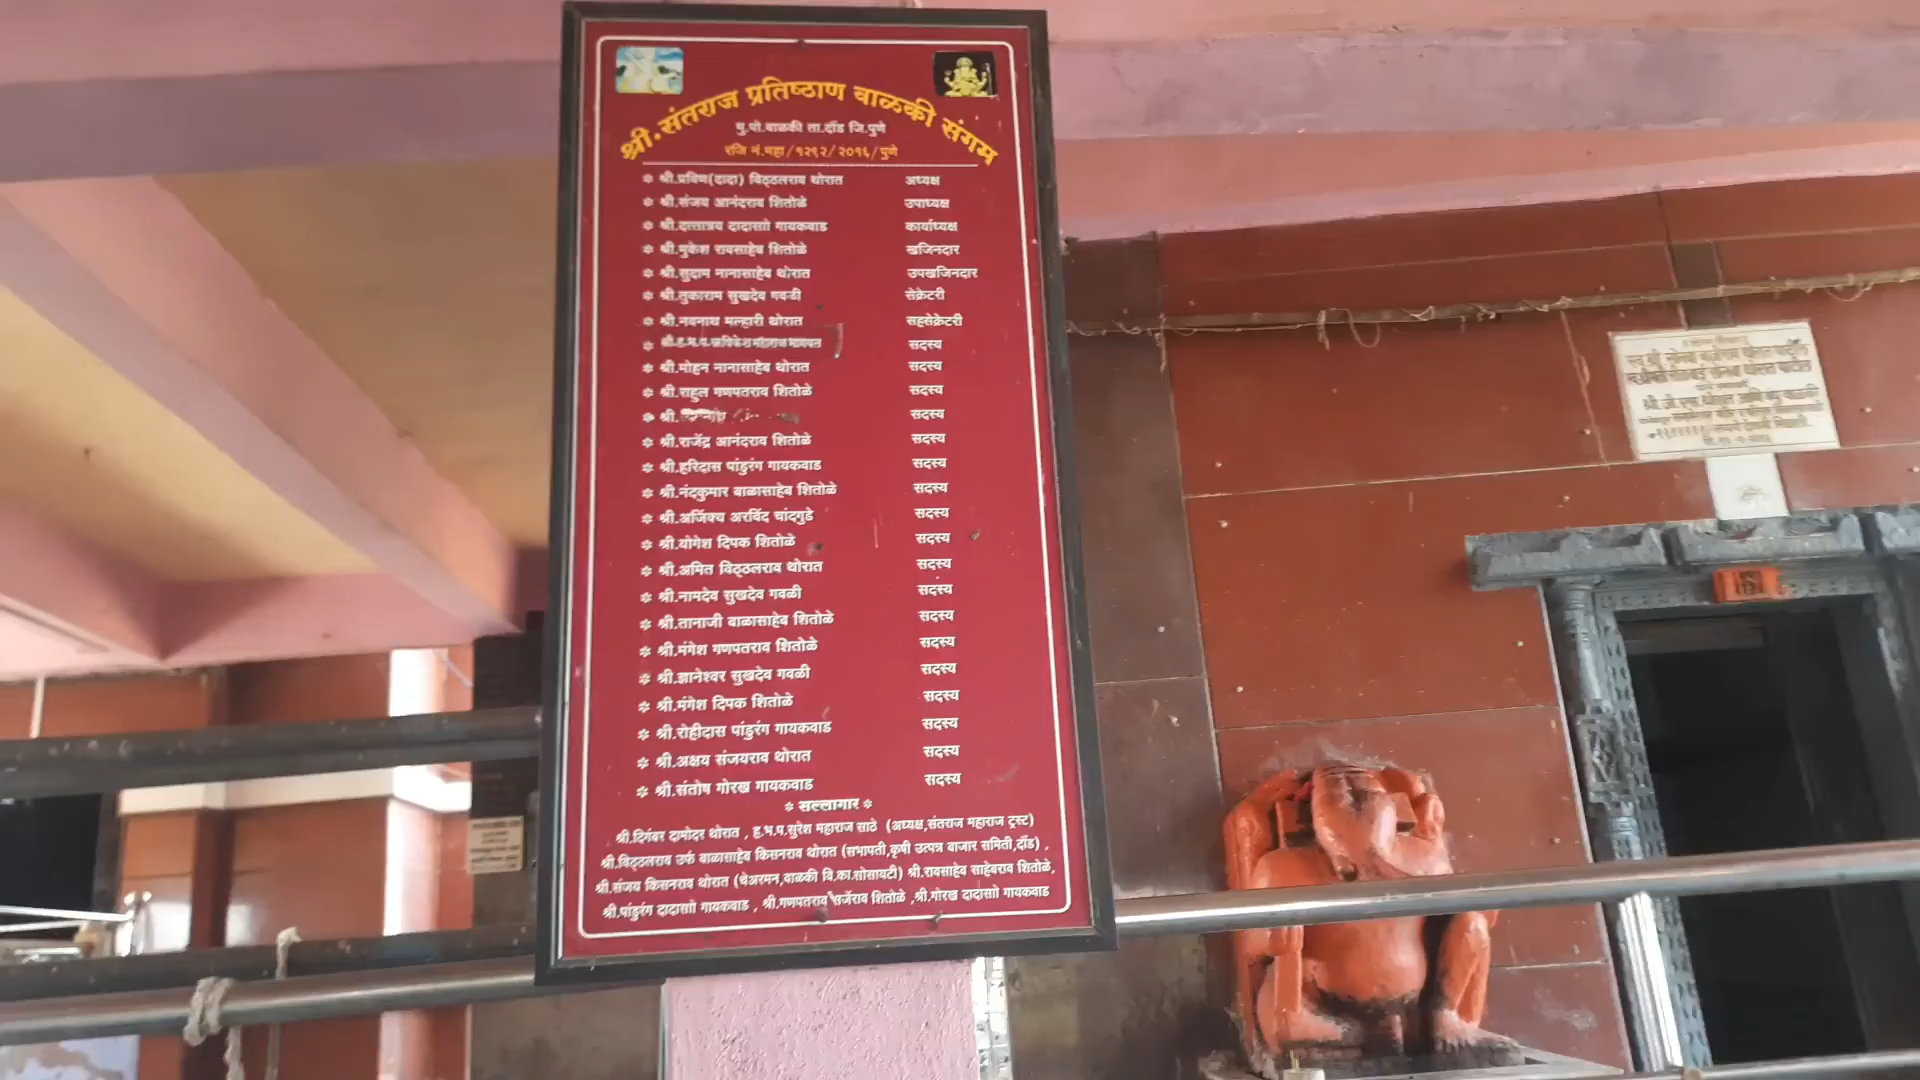 श्री.संतराज प्रतिष्ठाण वाळकी संगम
मु.पो.वाळकी ता.दौंड जि.पुणे
रजि नं.महा/१२९२/२०१६/पुणे
श्री.प्रविण(दादा) विठ्ठलराव थोरात अध्यक्ष
श्री.संजय आनंदराव शितोळे उपाध्यक्ष
श्री.दत्तात्रय दादासो गायकवाड कार्याध्यक्ष
श्री.मुकेश रावसाहेब शितोळे खजिनदार
श्री.सुदाम नानासाहेब थोरात उपखजिनदार
श्री.तुकाराम सुखदेव गवळी सेक्रेटरी
श्री.नवनाथ मल्हारी थोरात सहसेक्रेटरी
श्री.ह.भ.प. महाराज सदस्य
श्री.मोहन नानासाहेब थोरात सदस्य
श्री.राहुल गणपतराव शितोळे सदस्य
श्री. सदस्य
श्री.राजेंद्र आनंदराव शितोळे सदस्य
श्री.हरिदास पांडुरंग गायकवाड सदस्य
श्री.नंदकुमार बाळासाहेब शितोळे सदस्य
श्री.अजिंक्य अरविंद चांदगुडे सदस्य
श्री.योगेश दिपक शितोळे सदस्य
श्री.अमित विठ्ठलराव थोरात सदस्य
श्री.नामदेव सुखदेव गवळी सदस्य
श्री.तानाजी बाळासाहेब शितोळे सदस्य
श्री.मंगेश गणपतराव शितोळे सदस्य
श्री.ज्ञानेश्वर सुखदेव गवळी सदस्य
श्री.मंगेश दिपक शितोळे सदस्य
श्री.रोहीदास पांडुरंग गायकवाड सदस्य
श्री.अक्षय संजयराव थोरात सदस्य
श्री.संतोष गोरख गायकवाड सदस्य
सल्लागार
श्री.दिगंबर दामोदर थोरात , ह.भ.प.सुरेश महाराज साठे (अध्यक्ष,संतराज महाराज ट्रस्ट)
श्री.विठ्ठलराव उर्फ बाळासाहेब किसनराव थोरात (सभापती,कृषी उत्पन्न बाजार समिती,दौंड) ,
श्री.संजय किसनराव थोरात (चेअरमन,वाळकी वि.का.सोसायटी) श्री.रावसाहेब साहेबराव शितोळे,
श्री.पांडुरंग दादासो गायकवाड , श्री.गणपतराव सर्जेराव शितोळे ,श्री.गोरख दादासो गायकवाड